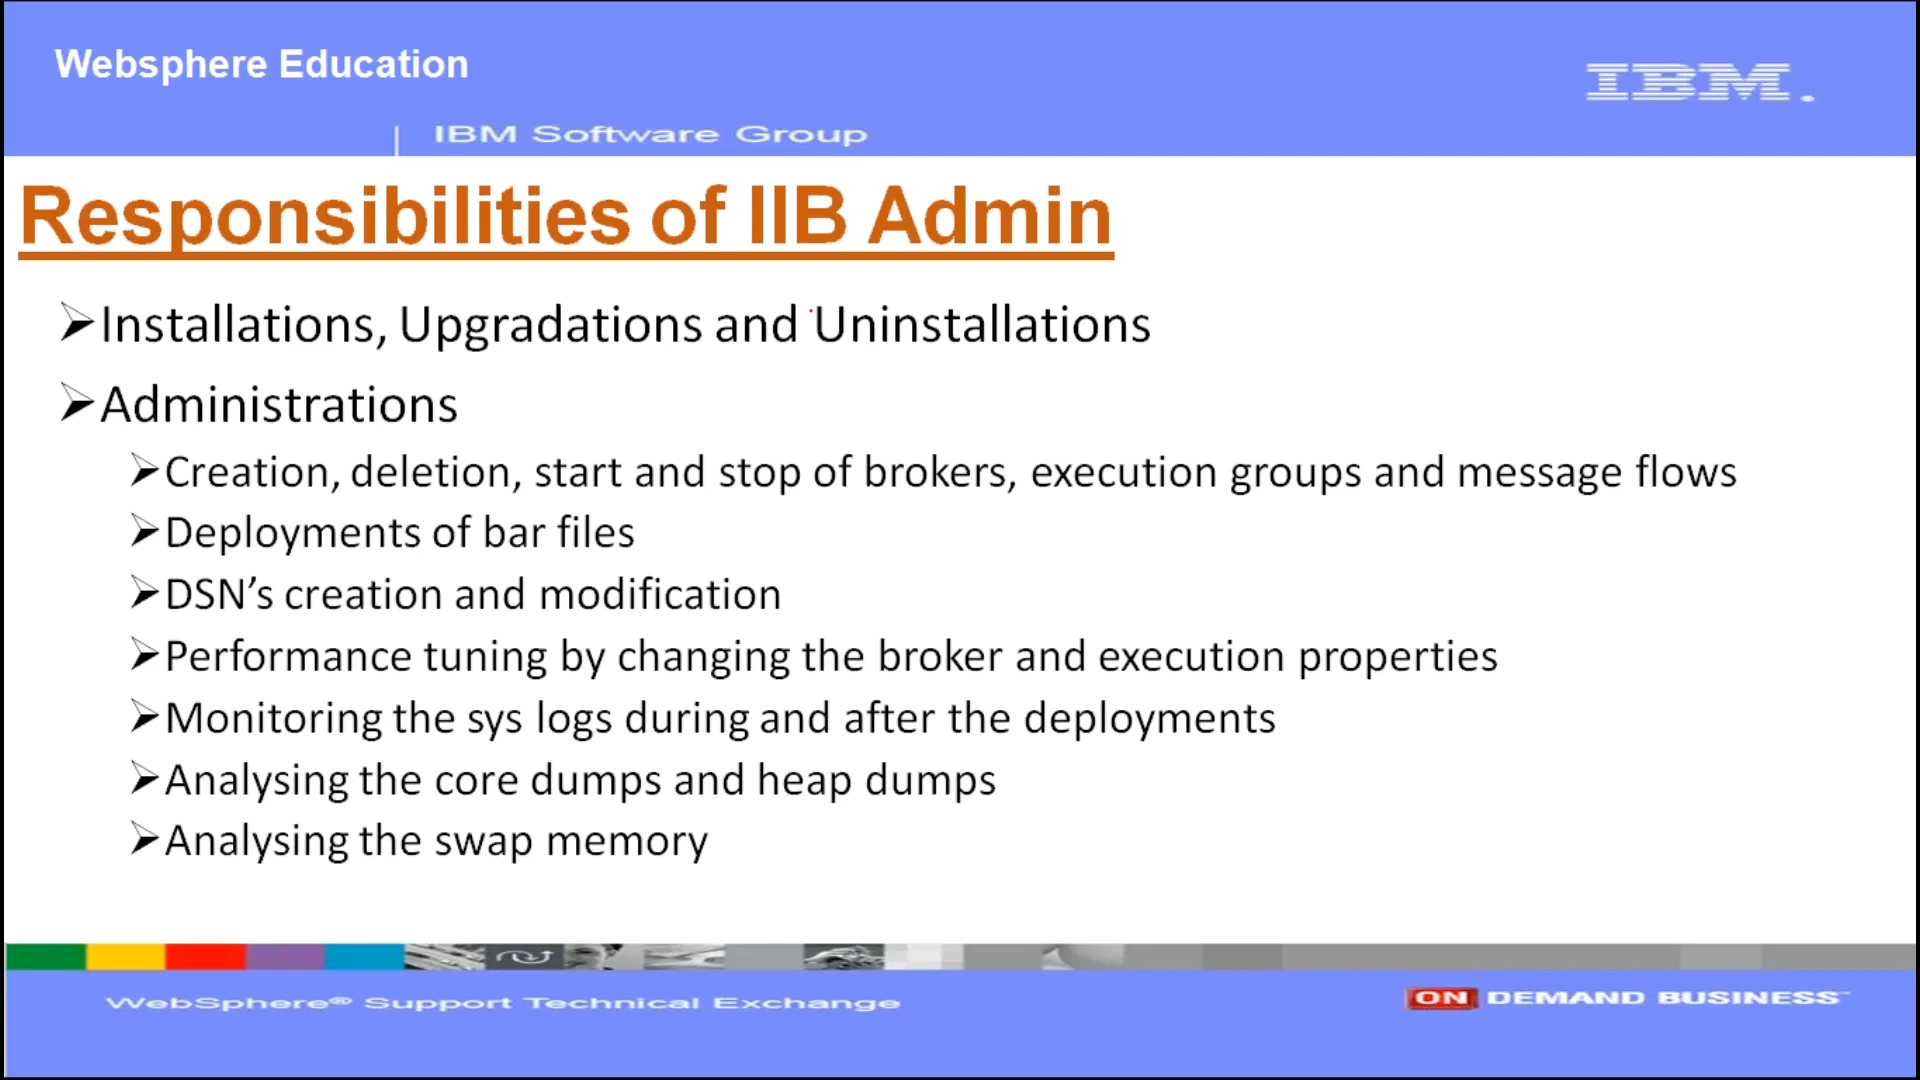 Websphere Education
IBM.
IBM Software Group
Responsibilities of IIB Admin
➢Installations, Upgradations and Uninstallations
➢Administrations
➢Creation, deletion, start and stop of brokers, execution groups and message flows
➢Deployments of bar files
➢DSN’s creation and modification
➢Performance tuning by changing the broker and execution properties
➢Monitoring the sys logs during and after the deployments
➢Analysing the core dumps and heap dumps
➢Analysing the swap memory
WebSphere® Support Technical Exchange
ON DEMAND BUSINESS™